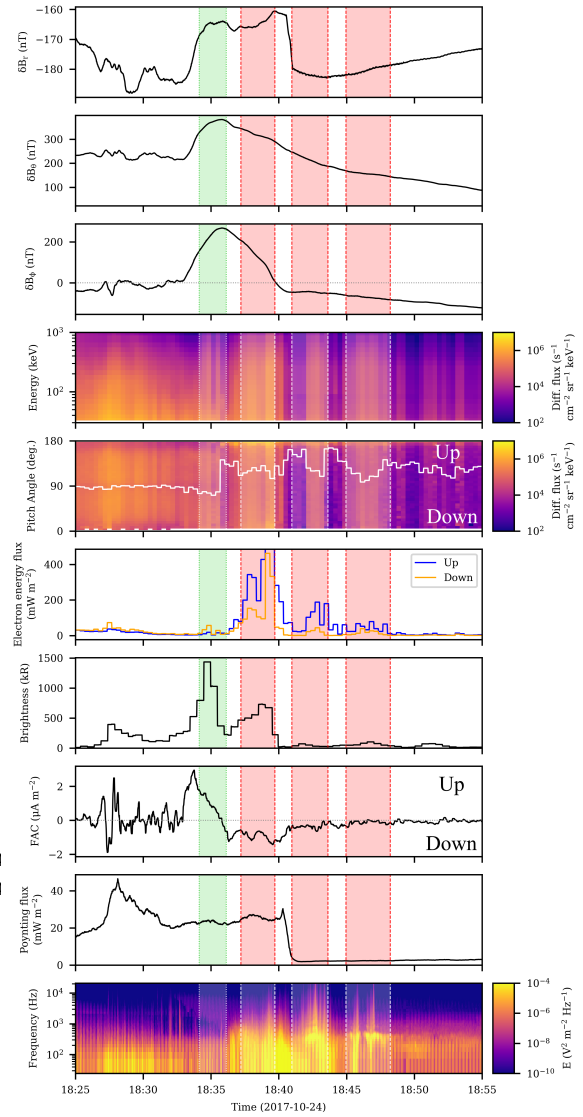 −160
−170
−180
δBᵣ (nT)
300
200
100
δB_θ (nT)
200
0
δB_ϕ (nT)
10³
10²
Energy (keV)
10⁶
10⁴
10²
Diff. flux (s⁻¹
cm⁻² sr⁻¹ keV⁻¹)
180
90
0
Pitch Angle (deg.)
Up
Down
10⁶
10⁴
10²
Diff. flux (s⁻¹
cm⁻² sr⁻¹ keV⁻¹)
400
200
0
Electron energy flux
(mW m⁻²)
Up
Down
1500
1000
500
0
Brightness (kR)
2
0
−2
FAC (μA m⁻²)
Up
Down
40
20
0
Poynting flux
(mW m⁻²)
10⁴
10³
10²
Frequency (Hz)
10⁻⁴
10⁻⁶
10⁻⁸
10⁻¹⁰
E (V² m⁻² Hz⁻¹)
18:25 18:30 18:35 18:40 18:45 18:50 18:55
Time (2017-10-24)